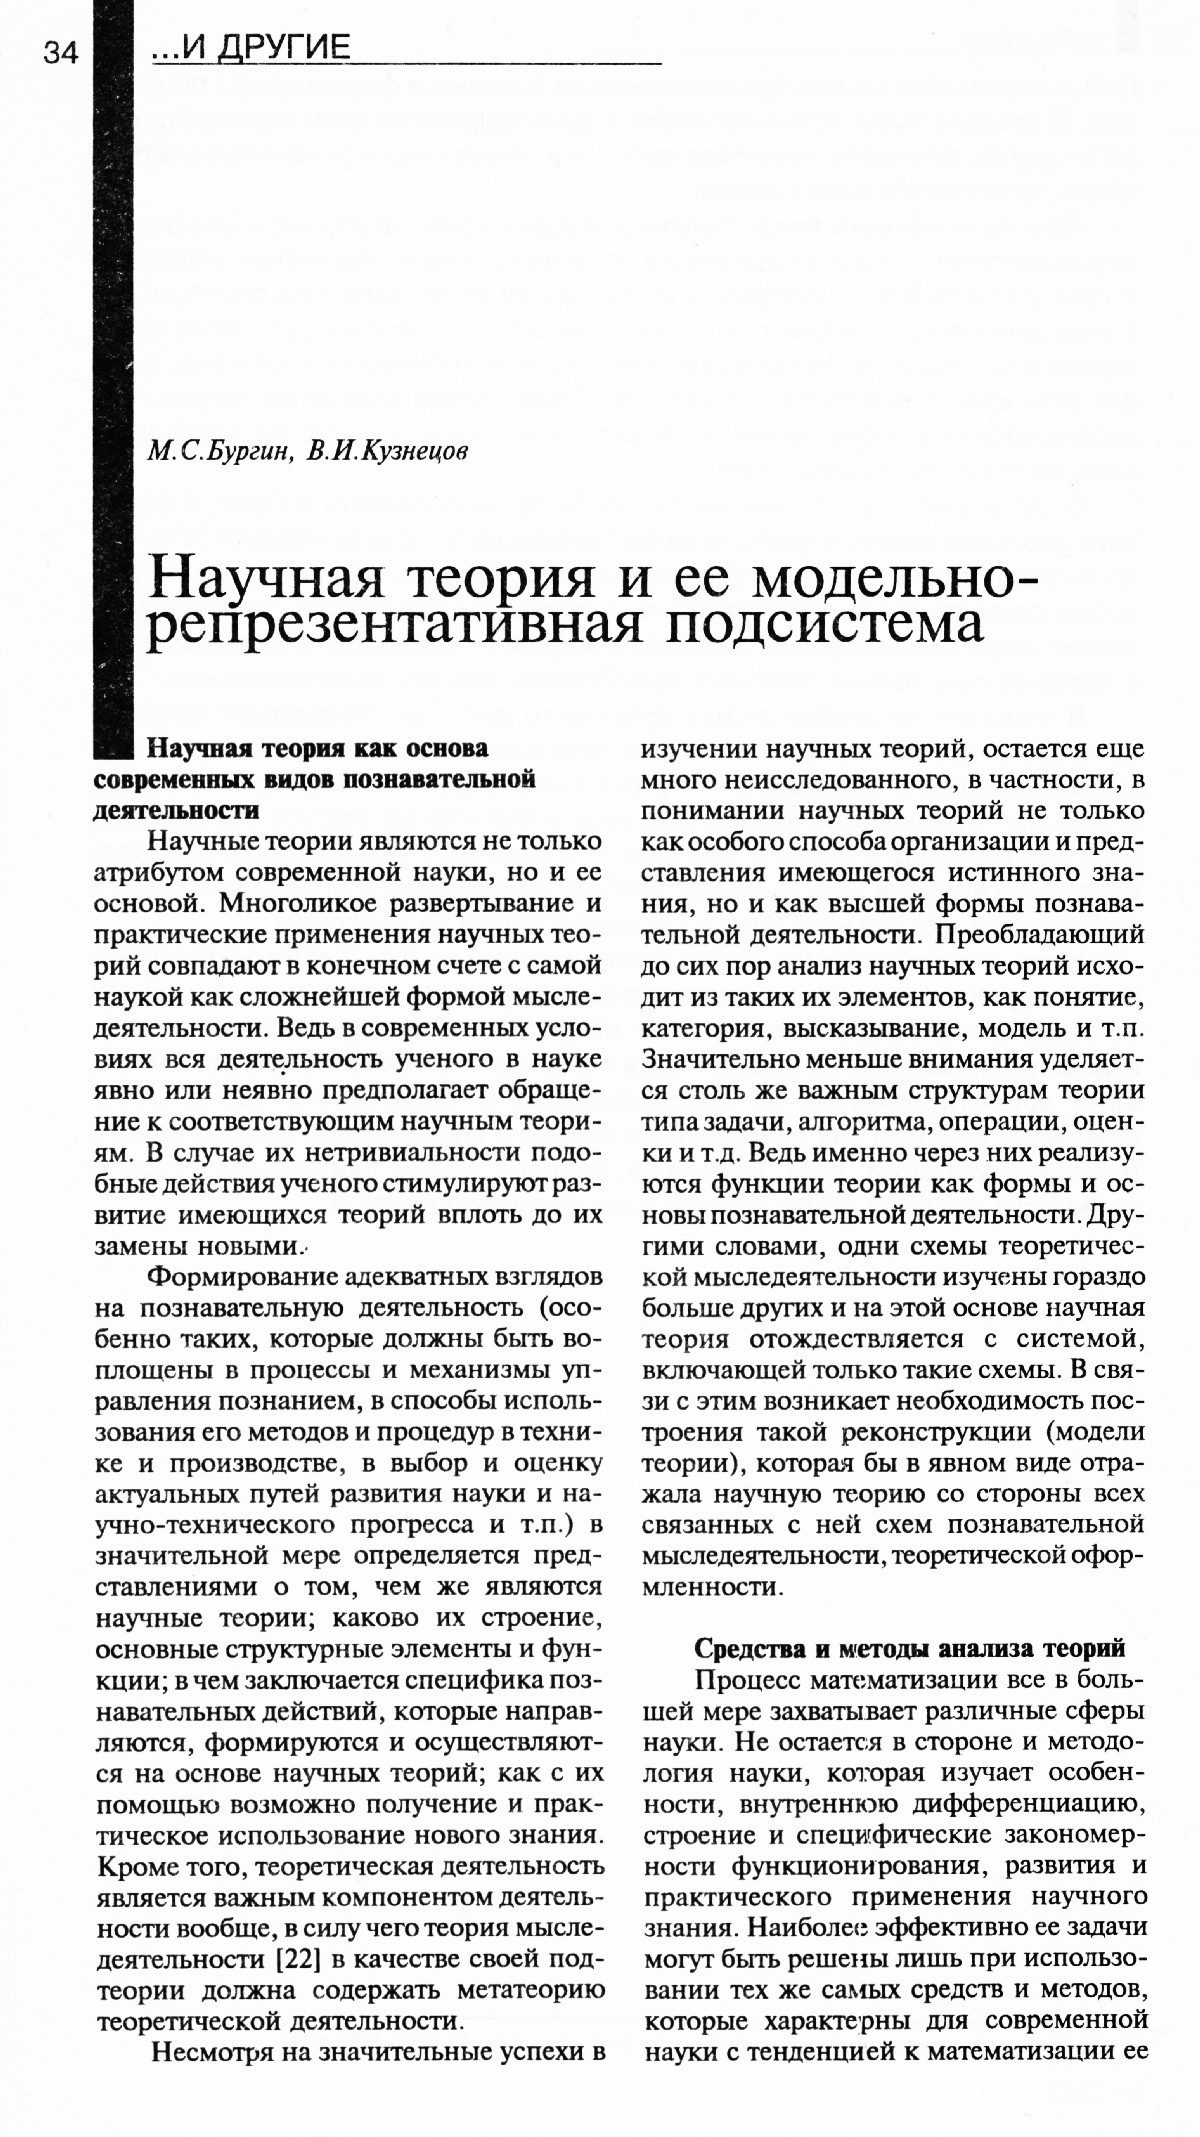 34
...И ДРУГИЕ
М.С.Бургин, В.И.Кузнецов
Научная теория и ее модельно-
репрезентативная подсистема
Научная теория как основа
современных видов познавательной
деятельности
Научные теории являются не только
атрибутом современной науки, но и ее
основой. Многоликое развертывание и
практические применения научных тео-
рий совпадают в конечном счете с самой
наукой как сложнейшей формой мысле-
деятельности. Ведь в современных усло-
виях вся деятельность ученого в науке
явно или неявно предполагает обраще-
ние к соответствующим научным теори-
ям. В случае их нетривиальности подо-
бные действия ученого стимулируют раз-
витие имеющихся теорий вплоть до их
замены новыми.
Формирование адекватных взглядов
на познавательную деятельность (осо-
бенно таких, которые должны быть во-
площены в процессы и механизмы уп-
равления познанием, в способы исполь-
зования его методов и процедур в техни-
ке и производстве, в выбор и оценку
актуальных путей развития науки и на-
учно-технического прогресса и т.п.) в
значительной мере определяется пред-
ставлениями о том, чем же являются
научные теории; каково их строение,
основные структурные элементы и фун-
кции; в чем заключается специфика поз-
навательных действий, которые направ-
ляются, формируются и осуществляют-
ся на основе научных теорий; как с их
помощью возможно получение и прак-
тическое использование нового знания.
Кроме того, теоретическая деятельность
является важным компонентом деятель-
ности вообще, в силу чего теория мысле-
деятельности [22] в качестве своей под-
теории должна содержать метатеорию
теоретической деятельности.
Несмотря на значительные успехи в
изучении научных теорий, остается еще
много неисследованного, в частности, в
понимании научных теорий не только
как особого способа организации и пред-
ставления имеющегося истинного зна-
ния, но и как высшей формы познава-
тельной деятельности. Преобладающий
до сих пор анализ научных теорий исхо-
дит из таких их элементов, как понятие,
категория, высказывание, модель и т.п.
Значительно меньше внимания уделяет-
ся столь же важным структурам теории
типа задачи, алгоритма, операции, оцен-
ки и т.д. Ведь именно через них реализу-
ются функции теории как формы и ос-
новы познавательной деятельности. Дру-
гими словами, одни схемы теоретичес-
кой мыследеятельности изучены гораздо
больше других и на этой основе научная
теория отождествляется с системой,
включающей только такие схемы. В свя-
зи с этим возникает необходимость пос-
троения такой реконструкции (модели
теории), которая бы в явном виде отра-
жала научную теорию со стороны всех
связанных с ней схем познавательной
мыследеятельности, теоретической офор-
мленности.
Средства и методы анализа теорий
Процесс математизации все в боль-
шей мере захватывает различные сферы
науки. Не остается в стороне и методо-
логия науки, которая изучает особен-
ности, внутреннюю дифференциацию,
строение и специфические закономер-
ности функционирования, развития и
практического применения научного
знания. Наиболее эффективно ее задачи
могут быть решены лишь при использо-
вании тех же самых средств и методов,
которые характерны для современной
науки с тенденцией к математизации ее